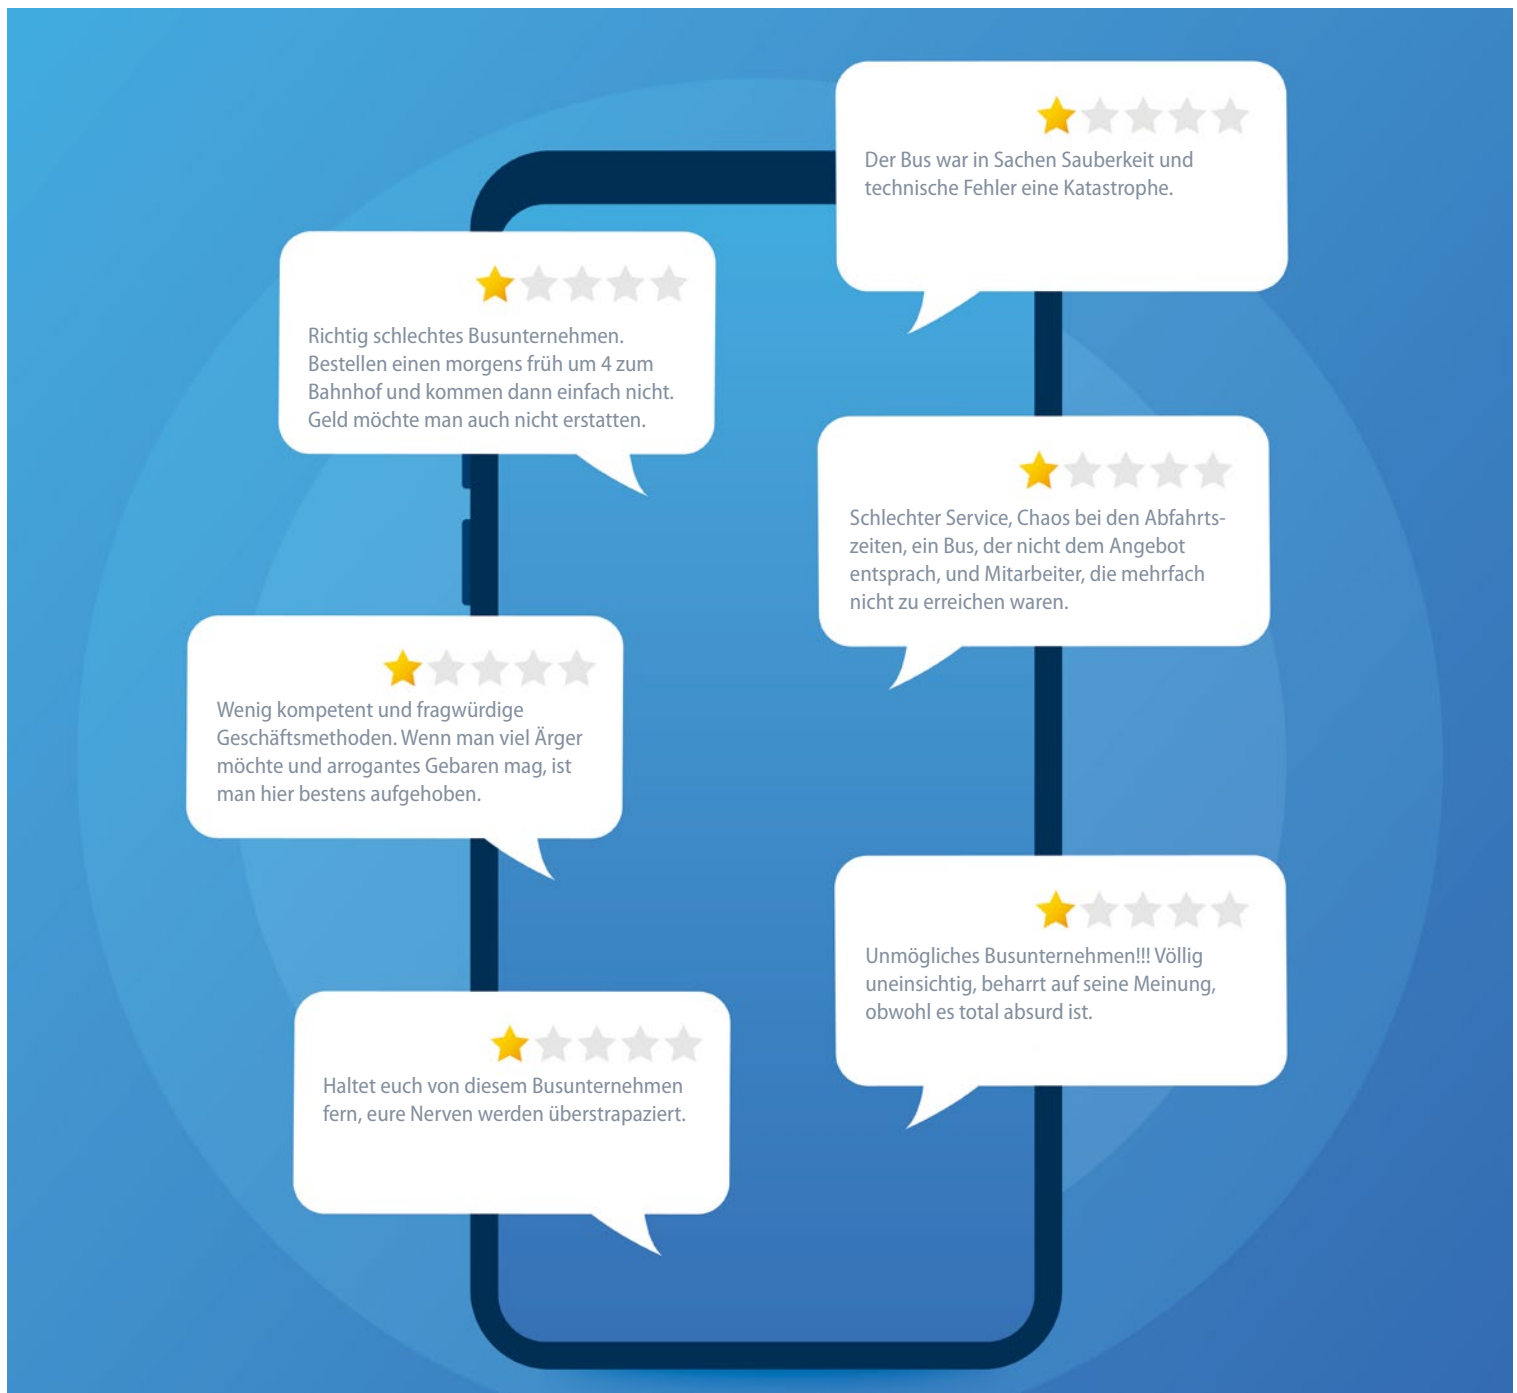 Der Bus war in Sachen Sauberkeit und
technische Fehler eine Katastrophe.
Richtig schlechtes Busunternehmen.
Bestellen einen morgens früh um 4 zum
Bahnhof und kommen dann einfach nicht.
Geld möchte man auch nicht erstatten.
Schlechter Service, Chaos bei den Abfahrts-
zeiten, ein Bus, der nicht dem Angebot
entsprach, und Mitarbeiter, die mehrfach
nicht zu erreichen waren.
Wenig kompetent und fragwürdige
Geschäftsmethoden. Wenn man viel Ärger
möchte und arrogantes Gebaren mag, ist
man hier bestens aufgehoben.
Unmögliches Busunternehmen!!! Völlig
uneinsichtig, beharrt auf seine Meinung,
obwohl es total absurd ist.
Haltet euch von diesem Busunternehmen
fern, eure Nerven werden überstrapaziert.